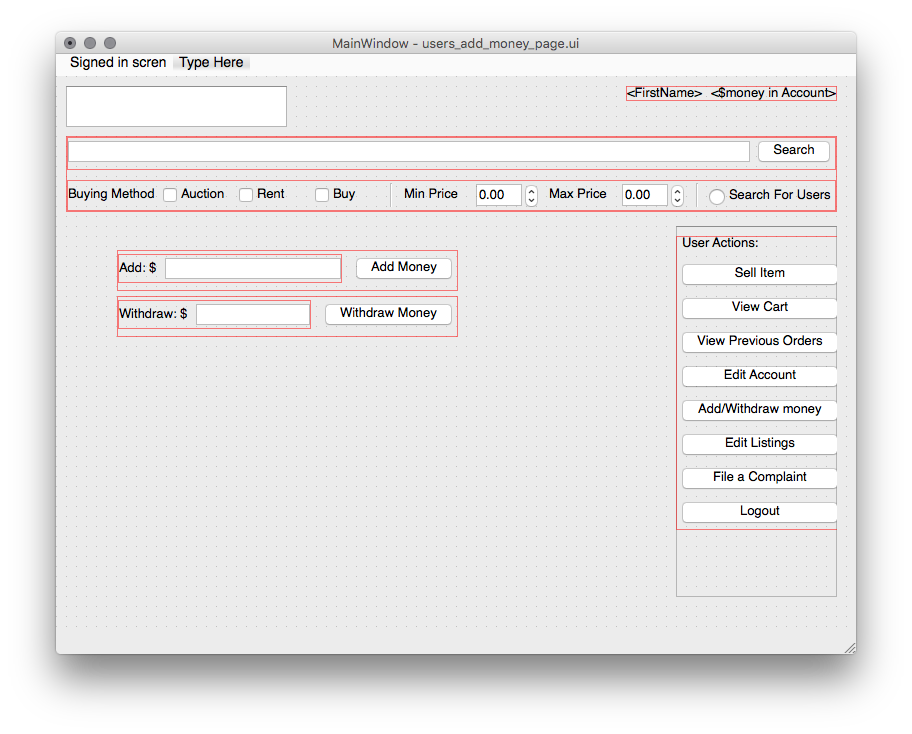 MainWindow - users_add_money_page.ui
Signed in scren Type Here
<FirstName> <$money in Account>
Search
Buying Method Auction Rent Buy Min Price 0.00 Max Price 0.00 Search For Users
User Actions:
Add: $ Add Money
Sell Item
View Cart
Withdraw: $ Withdraw Money
View Previous Orders
Edit Account
Add/Withdraw money
Edit Listings
File a Complaint
Logout